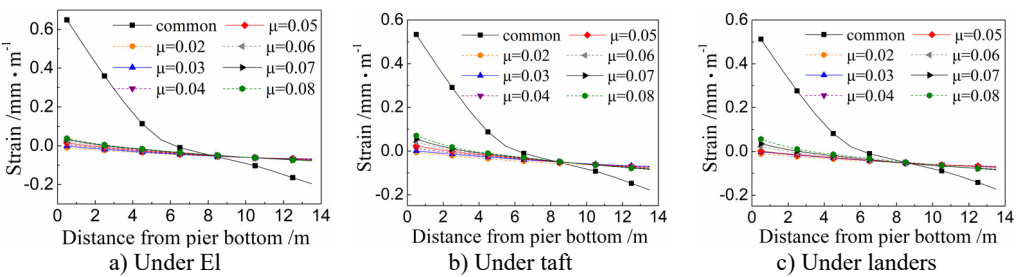 Strain /mm・m⁻¹
0.6
0.4
0.2
0.0
-0.2
common
μ=0.02
μ=0.03
μ=0.04
μ=0.05
μ=0.06
μ=0.07
μ=0.08
0 2 4 6 8 10 12 14
Distance from pier bottom /m
a) Under El
Strain /mm・m⁻¹
0.6
0.4
0.2
0.0
-0.2
common
μ=0.02
μ=0.03
μ=0.04
μ=0.05
μ=0.06
μ=0.07
μ=0.08
0 2 4 6 8 10 12 14
Distance from pier bottom /m
b) Under taft
Strain /mm・m⁻¹
0.6
0.4
0.2
0.0
-0.2
common
μ=0.02
μ=0.03
μ=0.04
μ=0.05
μ=0.06
μ=0.07
μ=0.08
0 2 4 6 8 10 12 14
Distance from pier bottom /m
c) Under landers